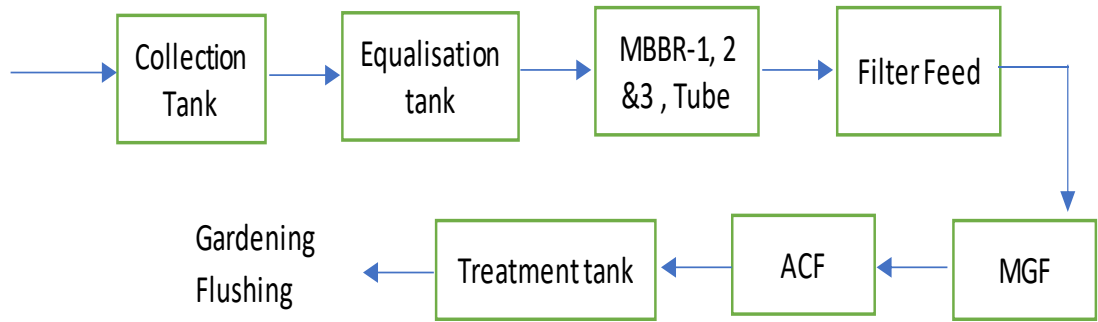 Collection
Tank
Equalisation
tank
MBBR-1, 2
&3 , Tube
Filter Feed
MGF
ACF
Treatment tank
Gardening
Flushing